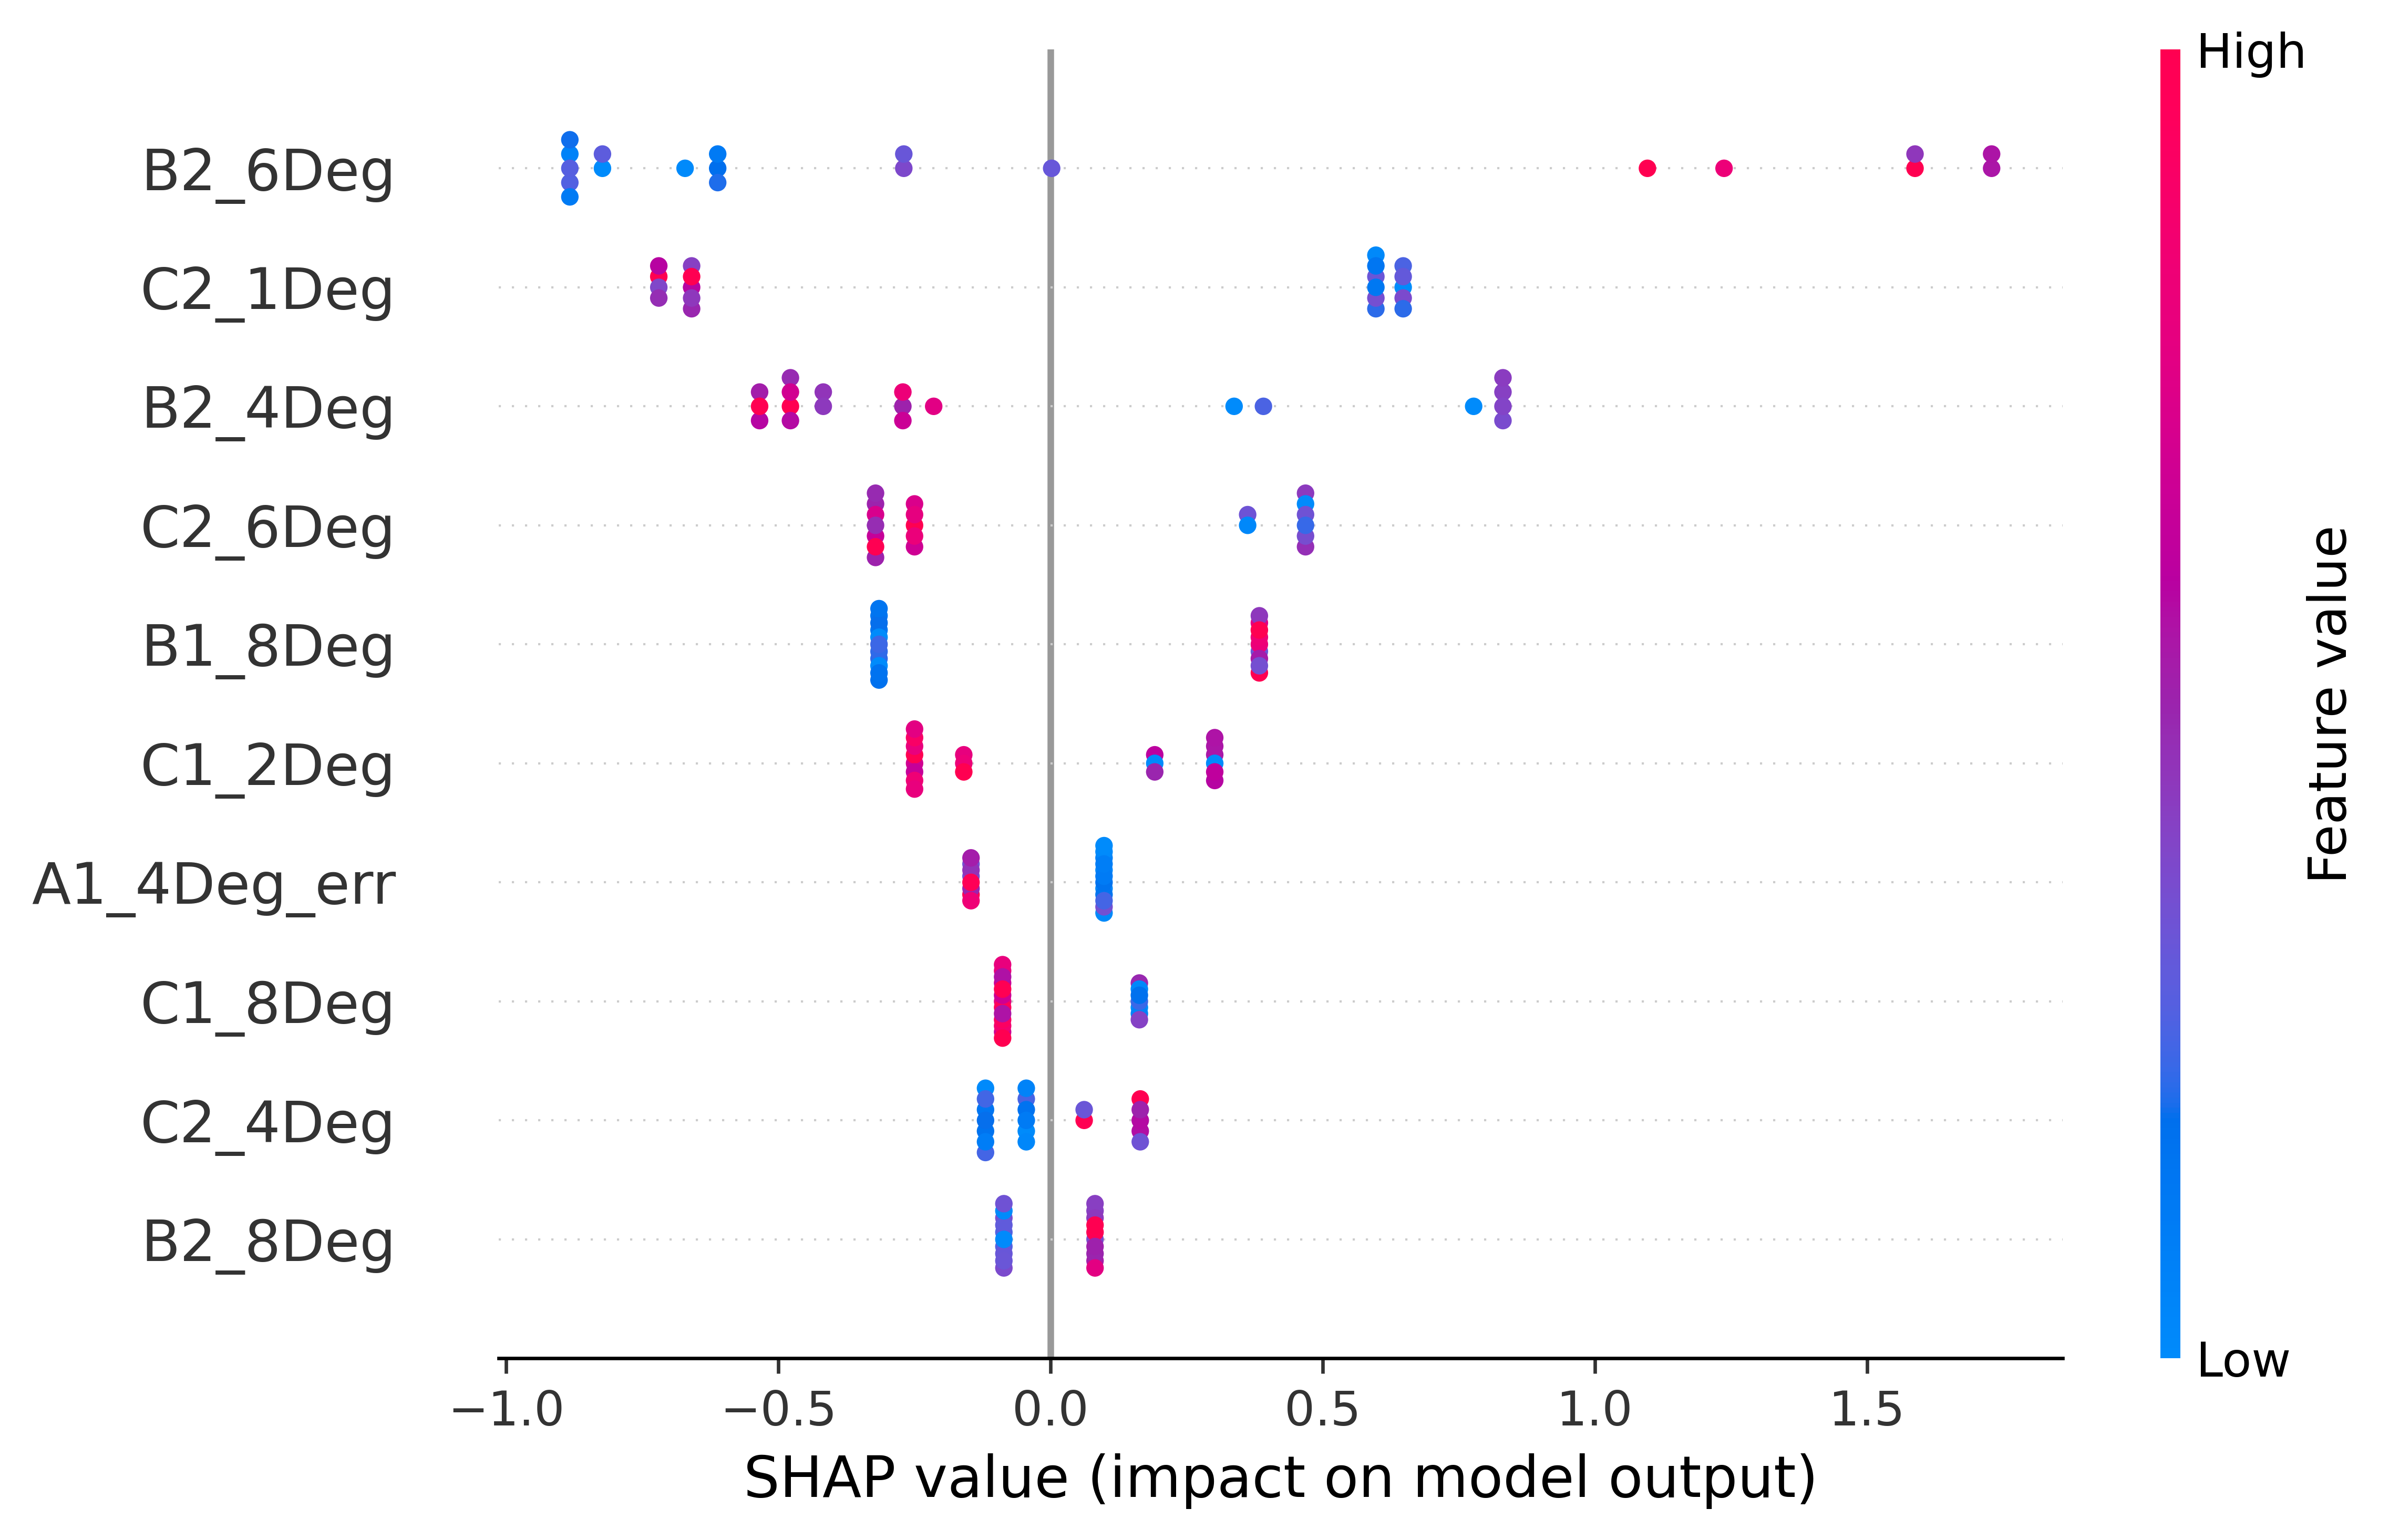 High
B2_6Deg
C2_1Deg
B2_4Deg
C2_6Deg
B1_8Deg
C1_2Deg
A1_4Deg_err
C1_8Deg
C2_4Deg
B2_8Deg
Feature value
Low
−1.0 −0.5 0.0 0.5 1.0 1.5
SHAP value (impact on model output)